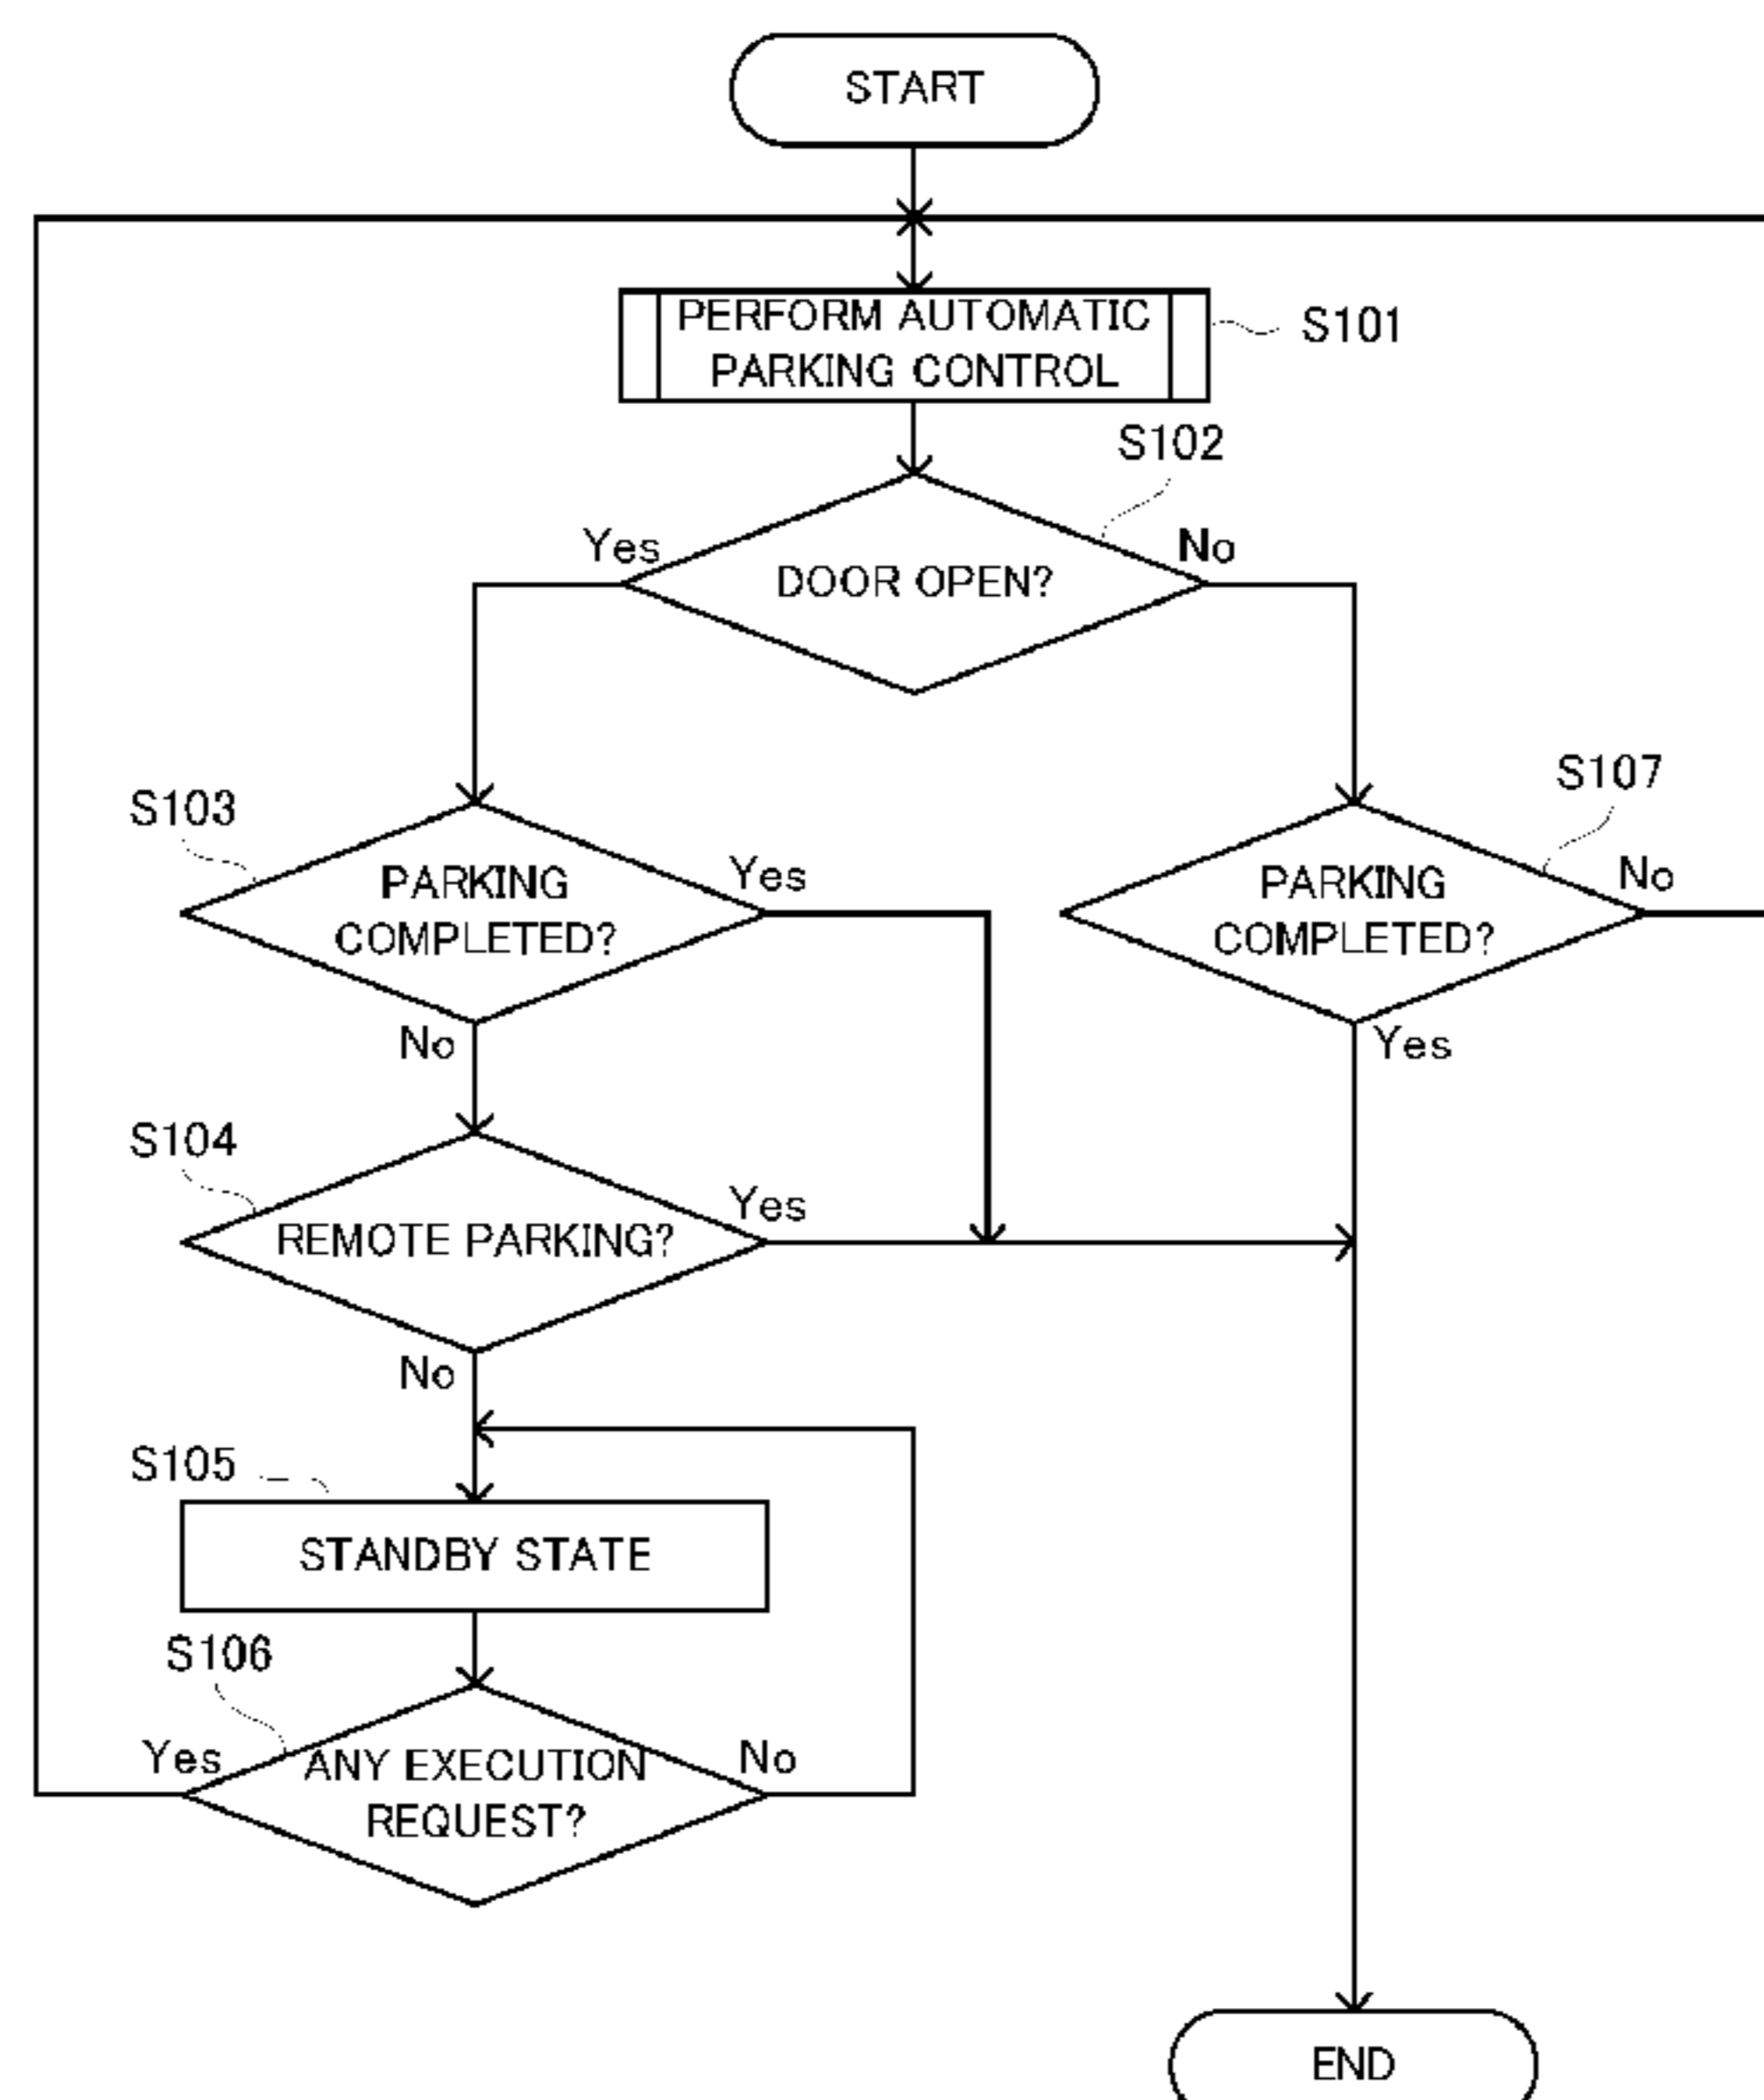 START
PERFORM AUTOMATIC
PARKING CONTROL
S101
S102
Yes
No
DOOR OPEN?
S103
S107
PARKING
COMPLETED?
Yes
No
PARKING
COMPLETED?
No
Yes
S104
REMOTE PARKING?
Yes
No
S105
STANDBY STATE
S106
Yes
ANY EXECUTION
REQUEST?
No
END